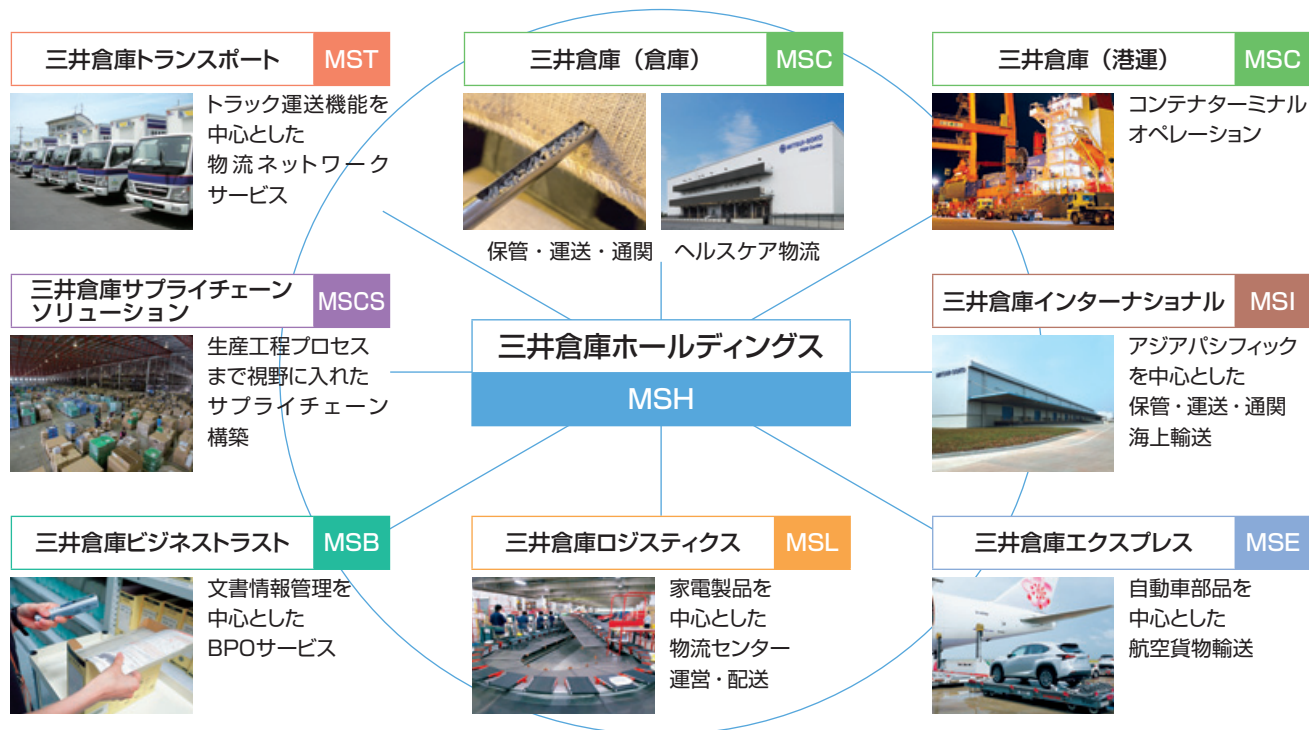 三井倉庫トランスポート MST
トラック運送機能を
中心とした
物流ネットワーク
サービス
三井倉庫（倉庫） MSC
保管・運送・通関
MITSUI-SOKO
ヘルスケア物流
三井倉庫（港運） MSC
コンテナターミナル
オペレーション
三井倉庫サプライチェーン
ソリューション
MSCS
生産工程プロセス
まで視野に入れた
サプライチェーン
構築
三井倉庫ホールディングス
MSH
三井倉庫インターナショナル MSI
アジアパシフィック
を中心とした
保管・運送・通関
海上輸送
三井倉庫ビジネストラスト MSB
文書情報管理を
中心とした
BPOサービス
三井倉庫ロジスティクス MSL
家電製品を
中心とした
物流センター
運営・配送
三井倉庫エクスプレス MSE
自動車部品を
中心とした
航空貨物輸送